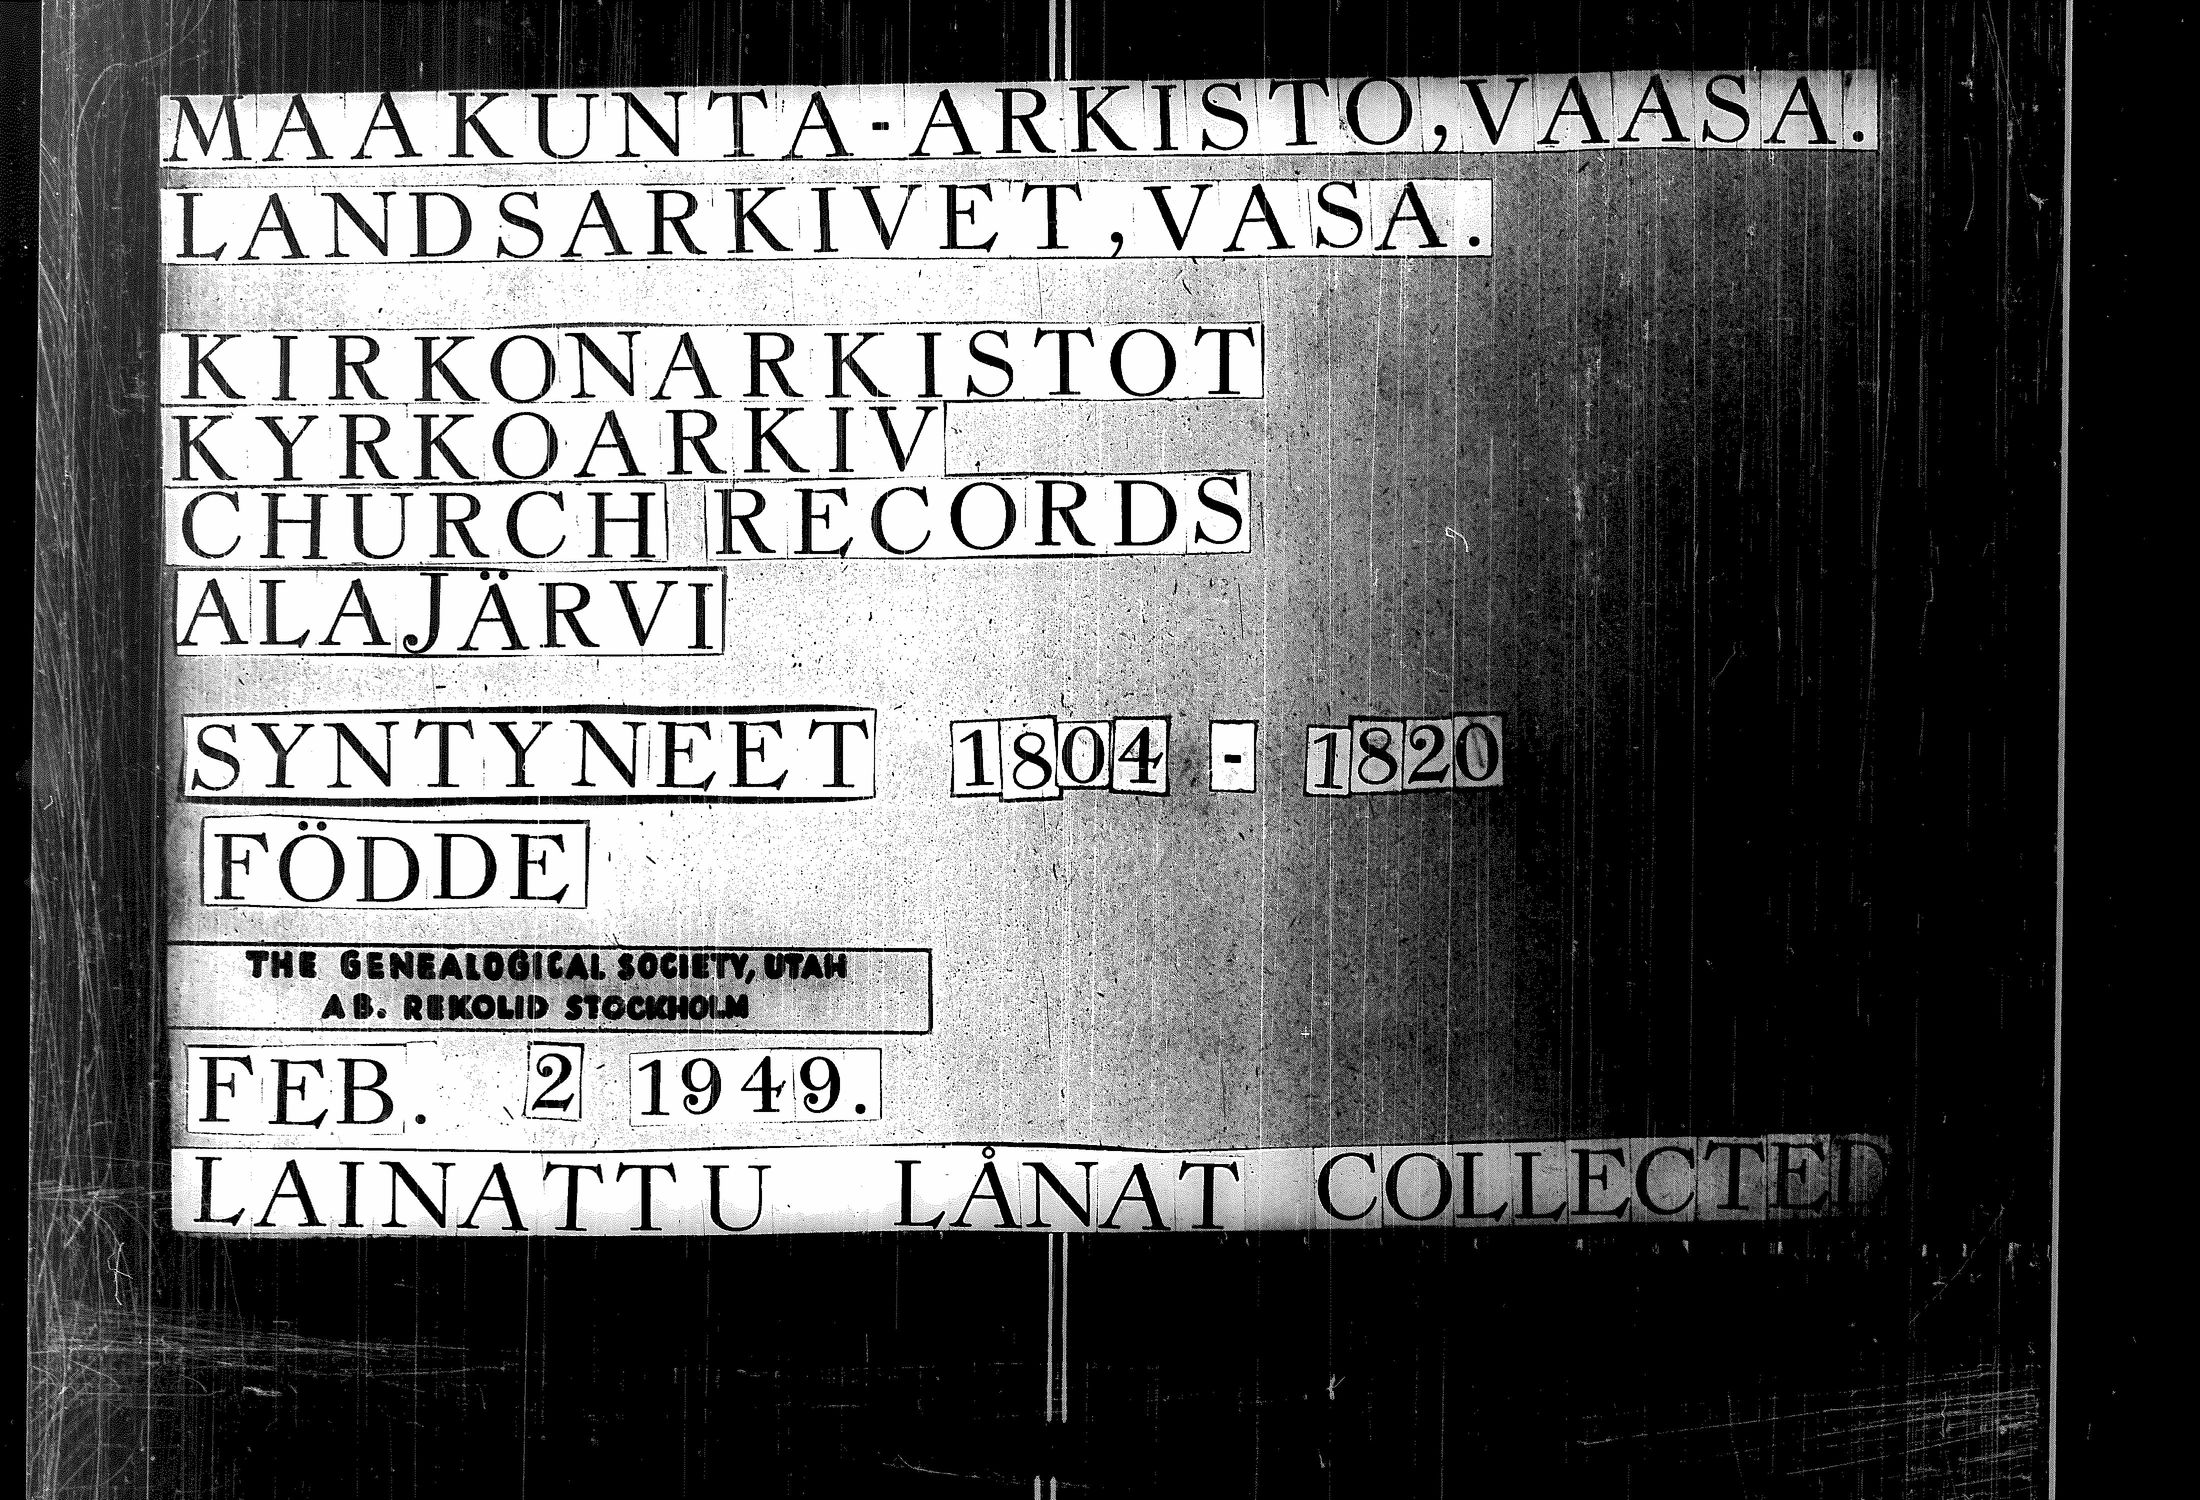 MAAKUNTA-ARKISTO, VAASA.
LANDSARKIVET, VASA.
KIRKONARKISTOT
KYRKOARKIV
CHURCH RECORDS
ALAJÄRVI
SYNTYNEET 1804 - 1820
FÖDDE
THE GENEALOGICAL SOCIETY, UTAH
AB. REKOLID STOCKHOLM
FEB. 2 1949.
LAINATTU LÅNAT COLLECTED